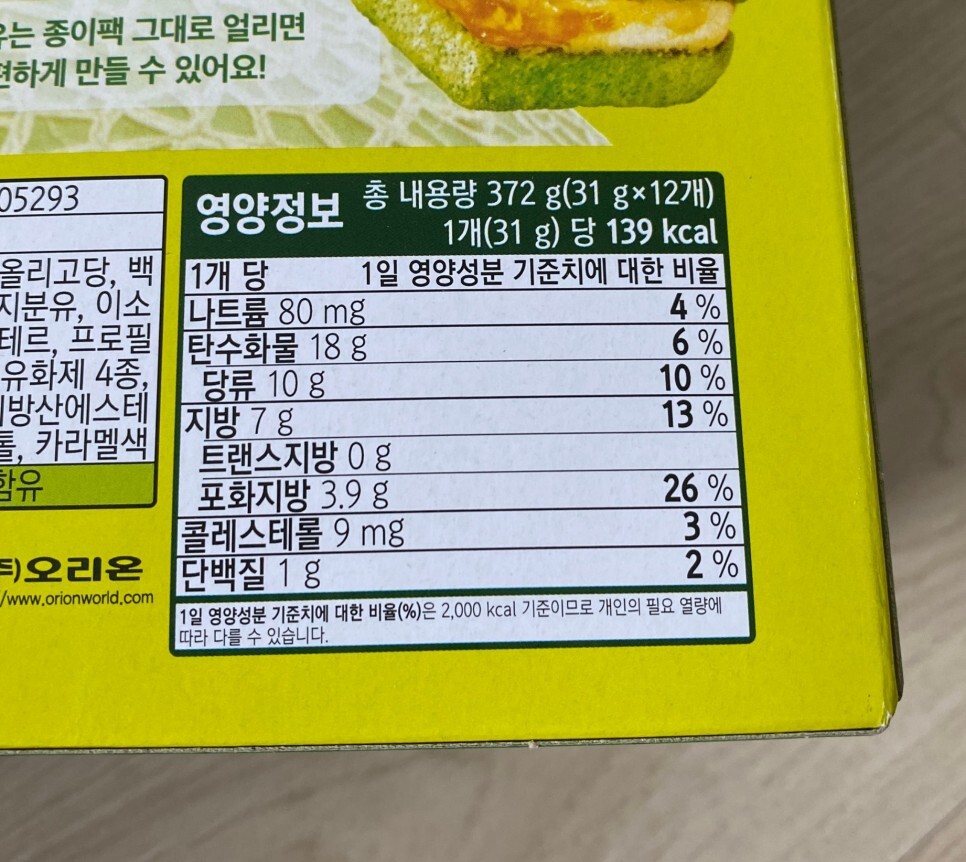 는 종이팩 그대로 얼리면
하게 만들 수 있어요!
05293
올리고당, 백
지분유, 이소
테르, 프로필
유화제 4종,
방산에스테
톨, 카라멜색
함유
오리온
/www.orionworld.com
영양정보
총 내용량 372 g(31 g×12개)
1개(31 g) 당 139 kcal
1개 당 1일 영양성분 기준치에 대한 비율
나트륨 80 mg 4 %
탄수화물 18 g 6 %
당류 10 g 10 %
지방 7 g 13 %
트랜스지방 0 g
포화지방 3.9 g 26 %
콜레스테롤 9 mg 3 %
단백질 1 g 2 %
1일 영양성분 기준치에 대한 비율(%)은 2,000 kcal 기준이므로 개인의 필요 열량에
따라 다를 수 있습니다.